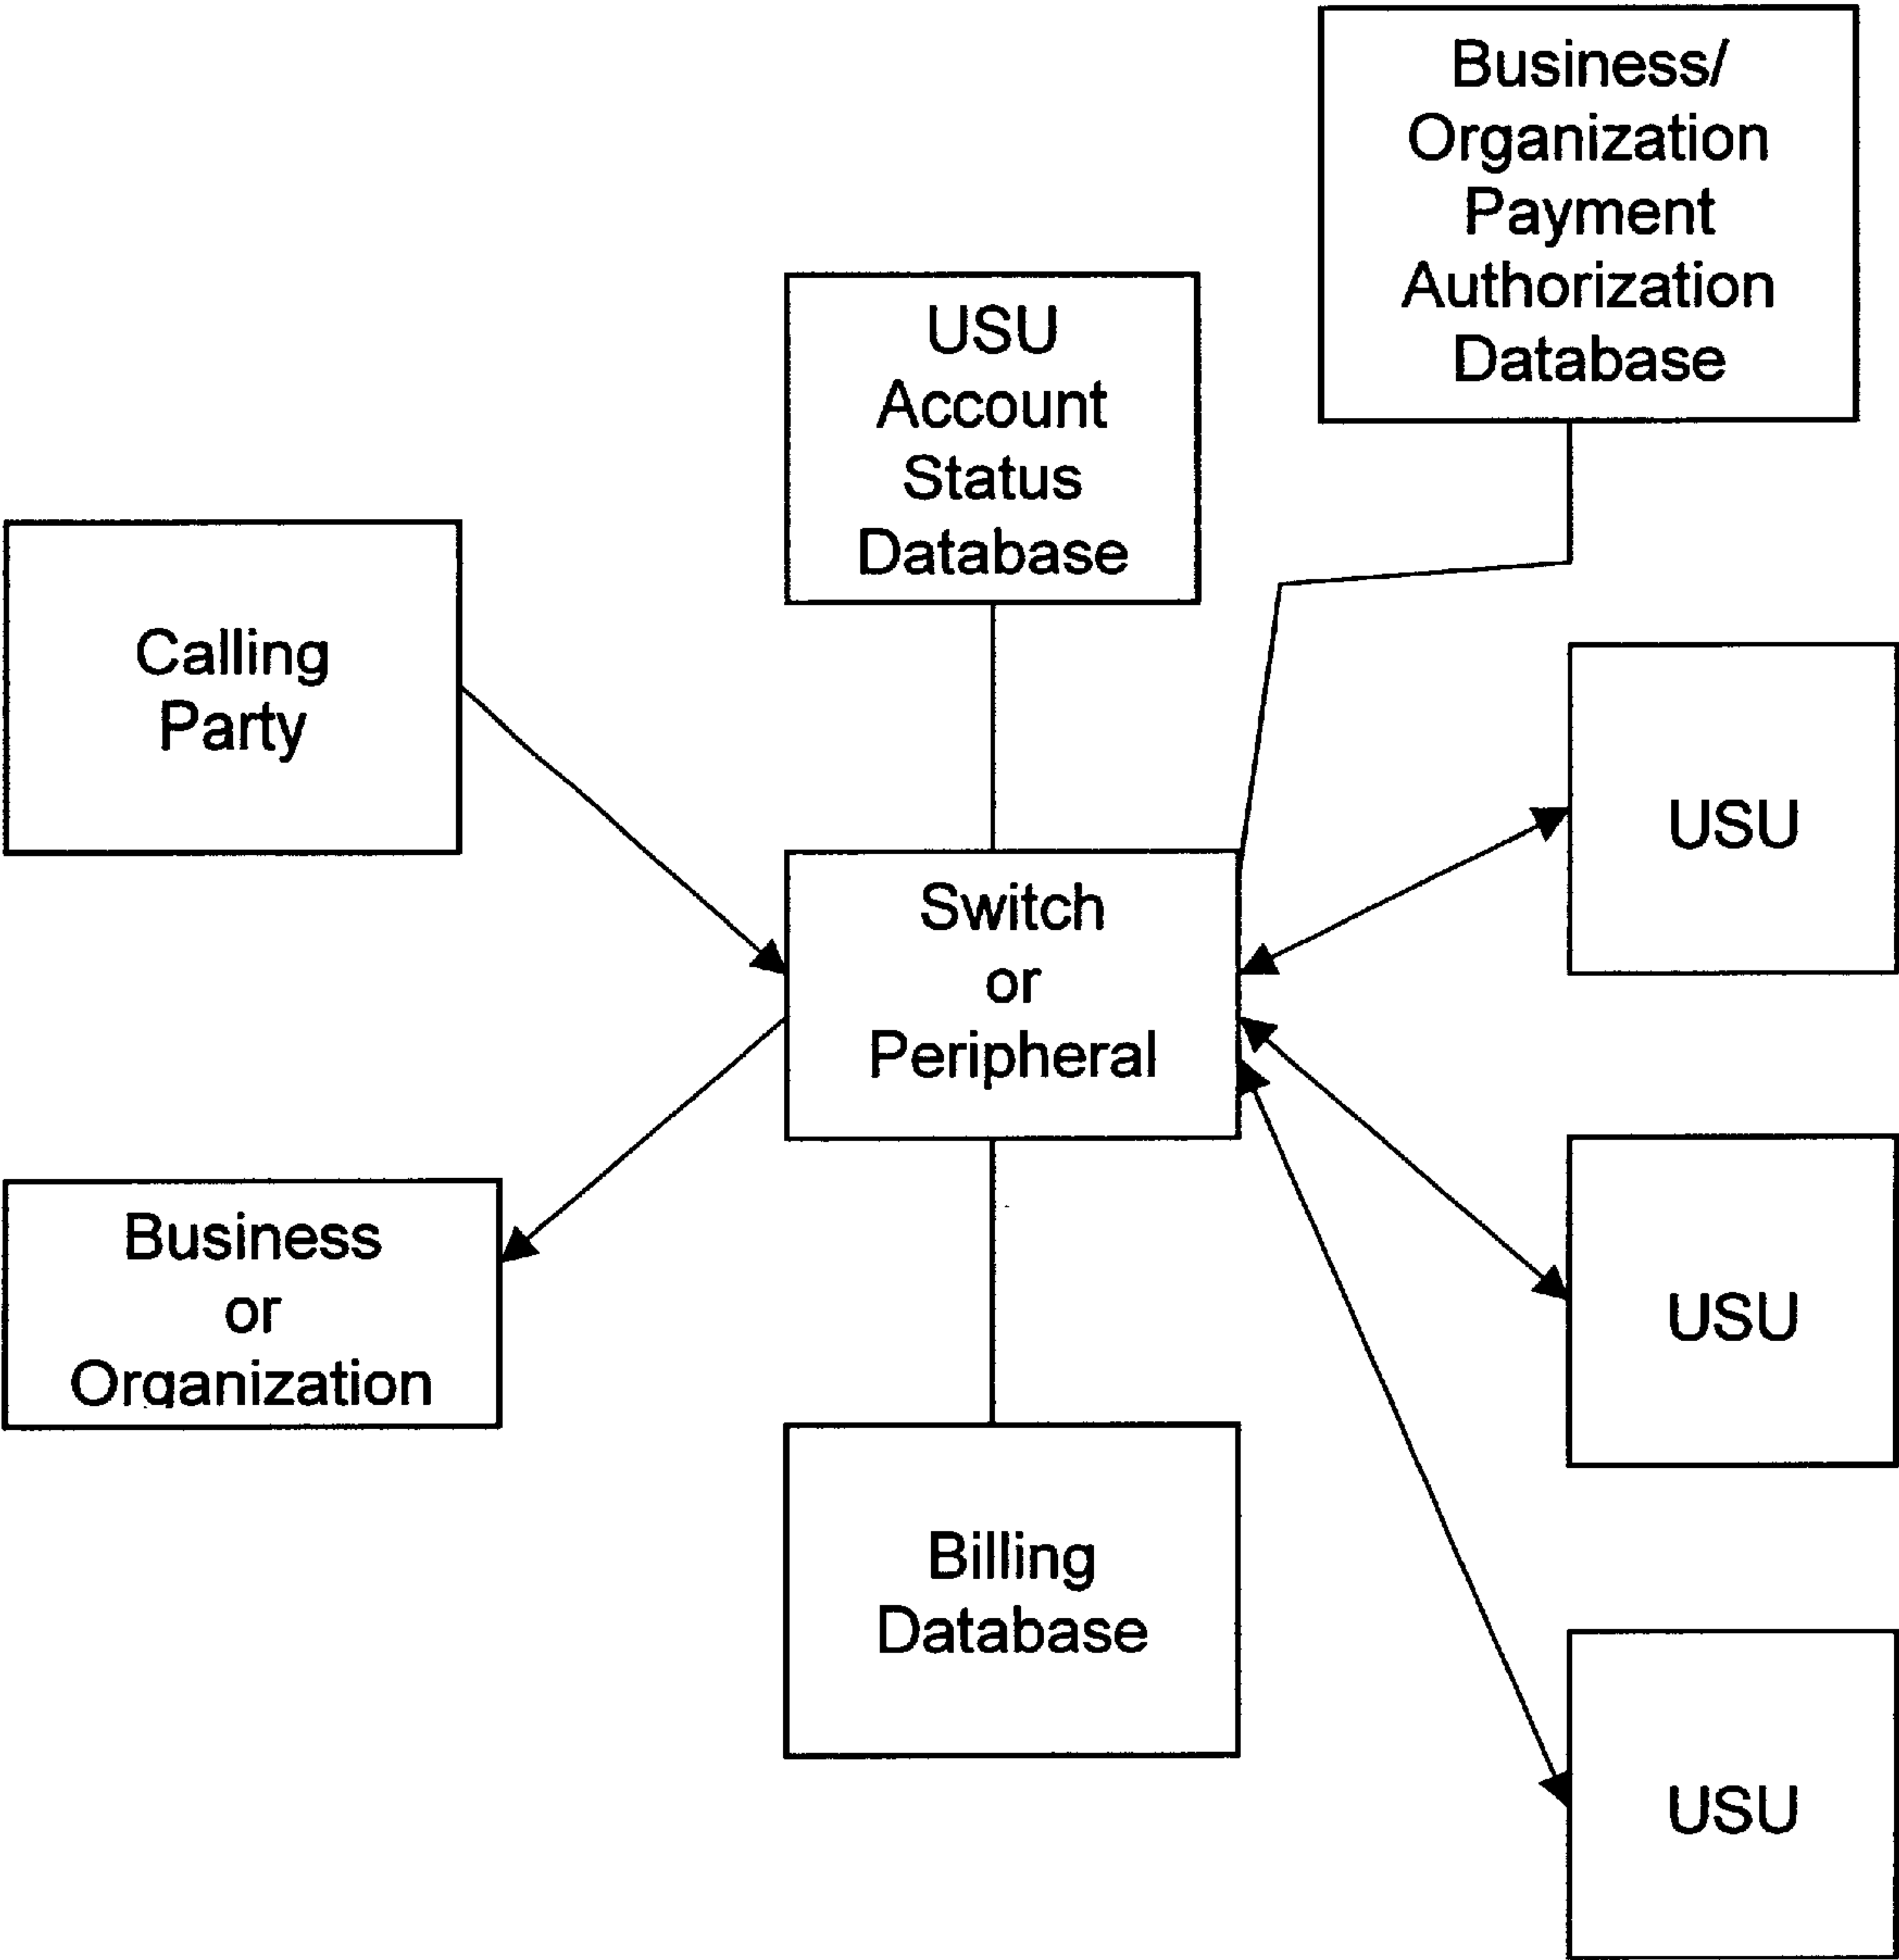 Business/
Organization
Payment
Authorization
Database
USU
Account
Status
Database
Calling
Party
USU
Switch
or
Peripheral
Business
or
Organization
USU
Billing
Database
USU